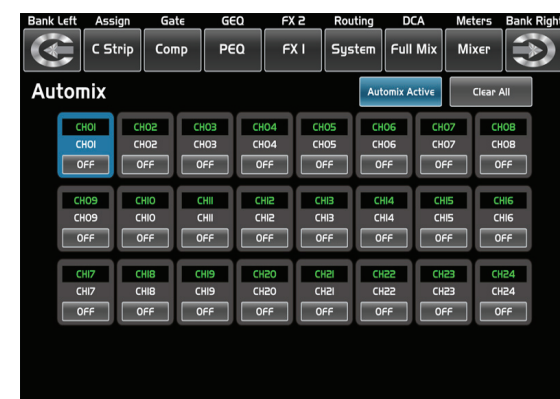 Bank Left Assign Gate GEQ FX 2 Routing DCA Meters Bank Right
C Strip Comp PEQ FX 1 System Full Mix Mixer
Automix Automix Active Clear All
CH01 CH02 CH03 CH04 CH05 CH06 CH07 CH08
CH01 CH02 CH03 CH04 CH05 CH06 CH07 CH08
OFF OFF OFF OFF OFF OFF OFF OFF
CH09 CH10 CH11 CH12 CH13 CH14 CH15 CH16
CH09 CH10 CH11 CH12 CH13 CH14 CH15 CH16
OFF OFF OFF OFF OFF OFF OFF OFF
CH17 CH18 CH19 CH20 CH21 CH22 CH23 CH24
CH17 CH18 CH19 CH20 CH21 CH22 CH23 CH24
OFF OFF OFF OFF OFF OFF OFF OFF